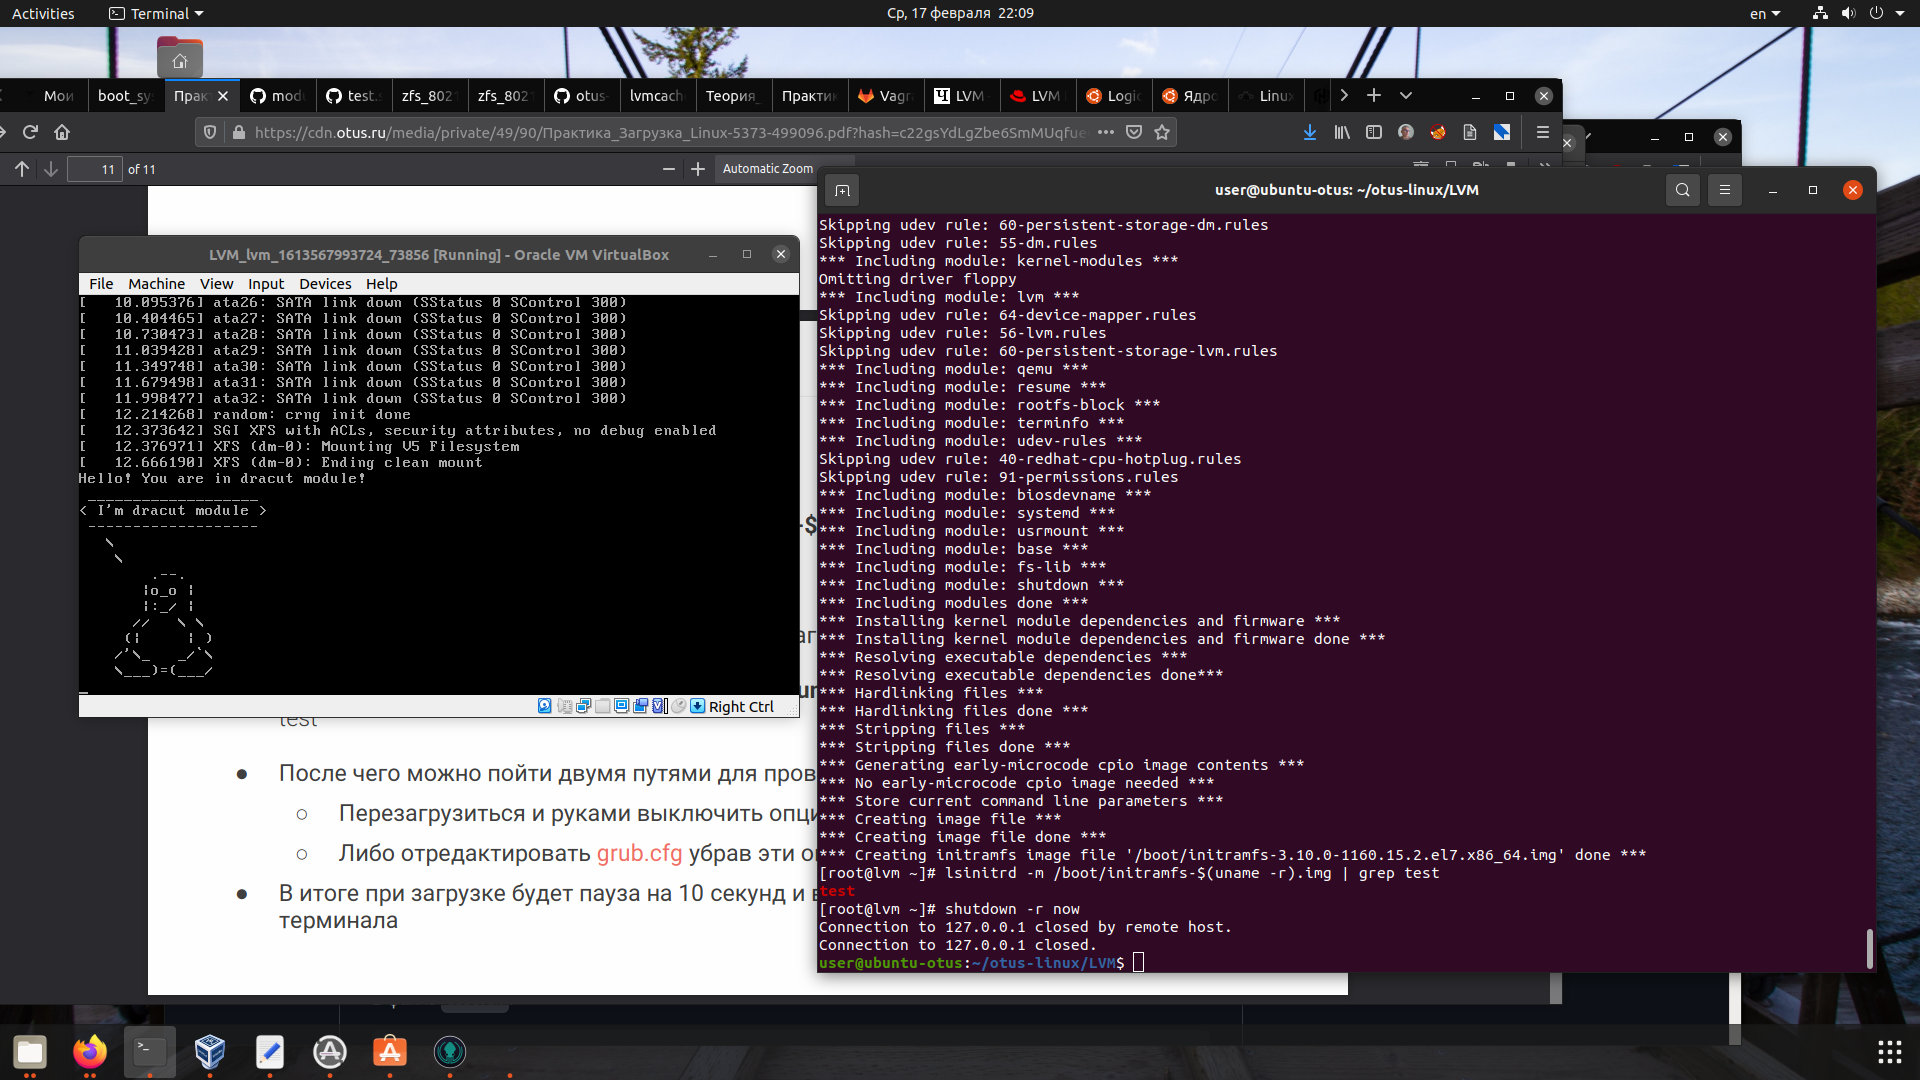 Activities
Terminal
Ср, 17 февраля 22:09
en
Мои
boot_sy
Прак
mod
test.
zfs_802
zfs_802
otus-
lvmcach
Теория_
Практик
Vagr
LVM
LVM
Logic
Ядро
Linux
https://cdn.otus.ru/media/private/49/90/Практика_Загрузка_Linux-5373-499096.pdf?hash=c22gsYdLgZbe6SmMUqfue
11 of 11
Automatic Zoom
LVM_lvm_1613567993724_73856 [Running] - Oracle VM VirtualBox
File Machine View Input Devices Help
[   10.095376] ata26: SATA link down (SStatus 0 SControl 300)
[   10.404465] ata27: SATA link down (SStatus 0 SControl 300)
[   10.730473] ata28: SATA link down (SStatus 0 SControl 300)
[   11.039428] ata29: SATA link down (SStatus 0 SControl 300)
[   11.349748] ata30: SATA link down (SStatus 0 SControl 300)
[   11.679498] ata31: SATA link down (SStatus 0 SControl 300)
[   11.998477] ata32: SATA link down (SStatus 0 SControl 300)
[   12.214268] random: crng init done
[   12.373642] SGI XFS with ACLs, security attributes, no debug enabled
[   12.376971] XFS (dm-0): Mounting V5 Filesystem
[   12.666190] XFS (dm-0): Ending clean mount
Hello! You are in dracut module!
 ___________________
< I'm dracut module >
 -------------------
   \
    \
        .--.
       |o_o |
       |:_/ |
      //   \ \
     (|     | )
    /'\_   _/`\
    \___)=(___/
Right Ctrl
test
После чего можно пойти двумя путями для пров
Перезагрузиться и руками выключить опци
Либо отредактировать grub.cfg убрав эти оп
В итоге при загрузке будет пауза на 10 секунд и в
терминала
user@ubuntu-otus: ~/otus-linux/LVM
Skipping udev rule: 60-persistent-storage-dm.rules
Skipping udev rule: 55-dm.rules
*** Including module: kernel-modules ***
Omitting driver floppy
*** Including module: lvm ***
Skipping udev rule: 64-device-mapper.rules
Skipping udev rule: 56-lvm.rules
Skipping udev rule: 60-persistent-storage-lvm.rules
*** Including module: qemu ***
*** Including module: resume ***
*** Including module: rootfs-block ***
*** Including module: terminfo ***
*** Including module: udev-rules ***
Skipping udev rule: 40-redhat-cpu-hotplug.rules
Skipping udev rule: 91-permissions.rules
*** Including module: biosdevname ***
*** Including module: systemd ***
*** Including module: usrmount ***
*** Including module: base ***
*** Including module: fs-lib ***
*** Including module: shutdown ***
*** Including modules done ***
*** Installing kernel module dependencies and firmware ***
*** Installing kernel module dependencies and firmware done ***
*** Resolving executable dependencies ***
*** Resolving executable dependencies done***
*** Hardlinking files ***
*** Hardlinking files done ***
*** Stripping files ***
*** Stripping files done ***
*** Generating early-microcode cpio image contents ***
*** No early-microcode cpio image needed ***
*** Store current command line parameters ***
*** Creating image file ***
*** Creating image file done ***
*** Creating initramfs image file '/boot/initramfs-3.10.0-1160.15.2.el7.x86_64.img' done ***
[root@lvm ~]# lsinitrd -m /boot/initramfs-$(uname -r).img | grep test
test
[root@lvm ~]# shutdown -r now
Connection to 127.0.0.1 closed by remote host.
Connection to 127.0.0.1 closed.
user@ubuntu-otus:~/otus-linux/LVM$